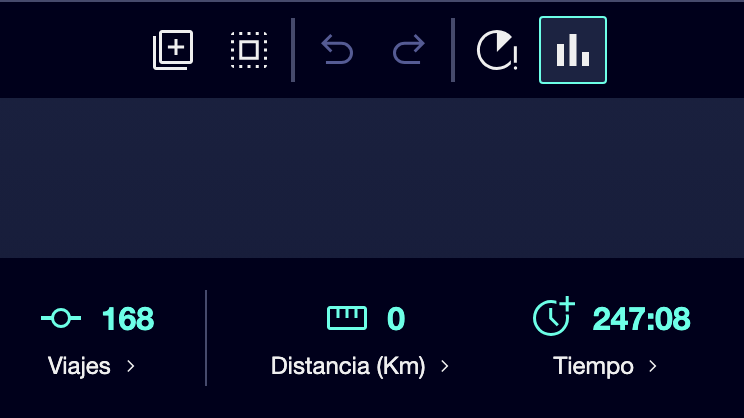 168
0
247:08
Viajes
Distancia (Km)
Tiempo